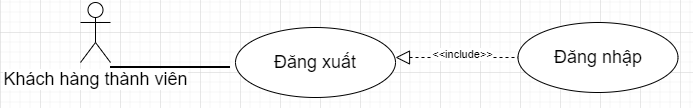 Đăng xuất
<<include>>
Đăng nhập
Khách hàng thành viên